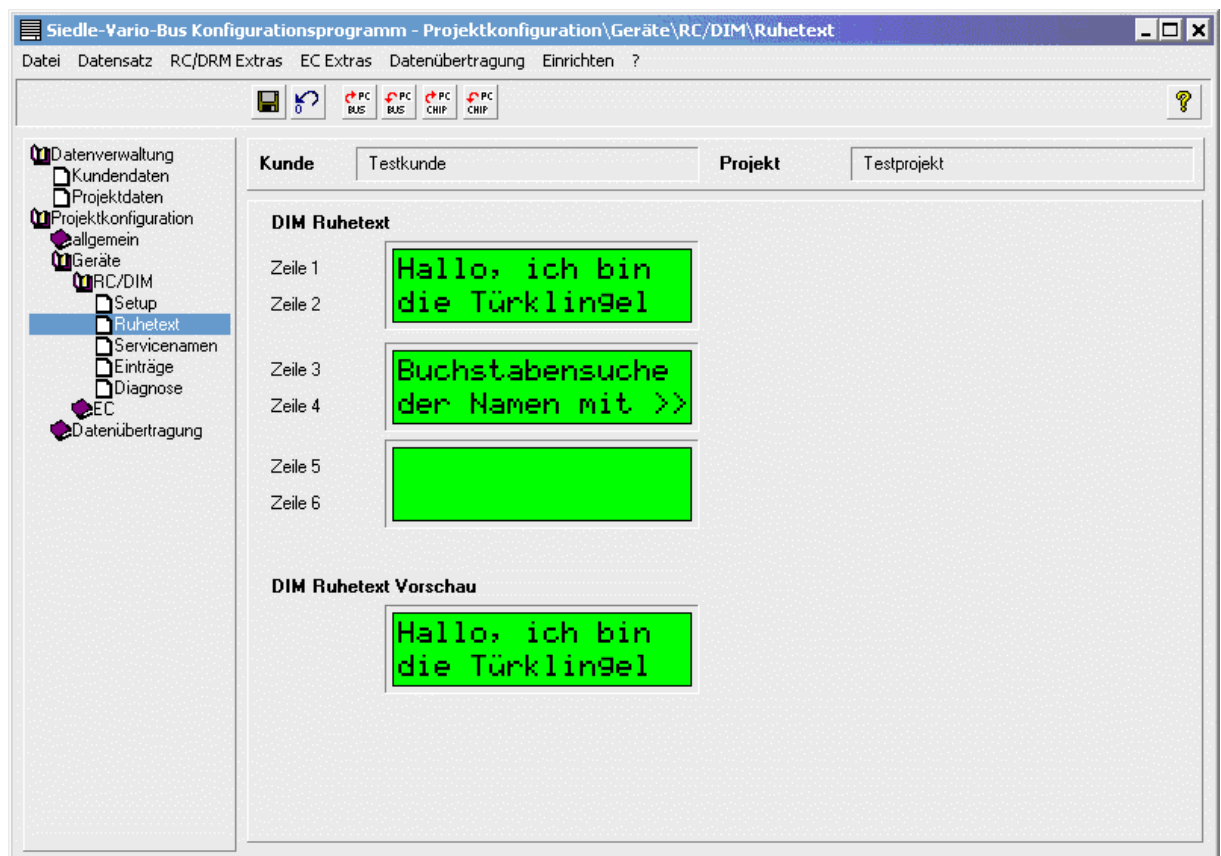 Siedle-Vario-Bus Konfigurationsprogramm - Projektkonfiguration\Geräte\RC/DIM\Ruhetext
Datei Datensatz RC/DRM Extras EC Extras Datenübertragung Einrichten ?
0 PC BUS PC BUS PC CHIP PC CHIP ?
Datenverwaltung
Kundendaten
Projektdaten
Projektkonfiguration
allgemein
Geräte
RC/DIM
Setup
Ruhetext
Servicenamen
Einträge
Diagnose
EC
Datenübertragung
Kunde Testkunde Projekt Testprojekt
DIM Ruhetext
Zeile 1 Hallo, ich bin
Zeile 2 die Türklingel
Zeile 3 Buchstabensuche
Zeile 4 der Namen mit >>
Zeile 5
Zeile 6
DIM Ruhetext Vorschau
Hallo, ich bin
die Türklingel